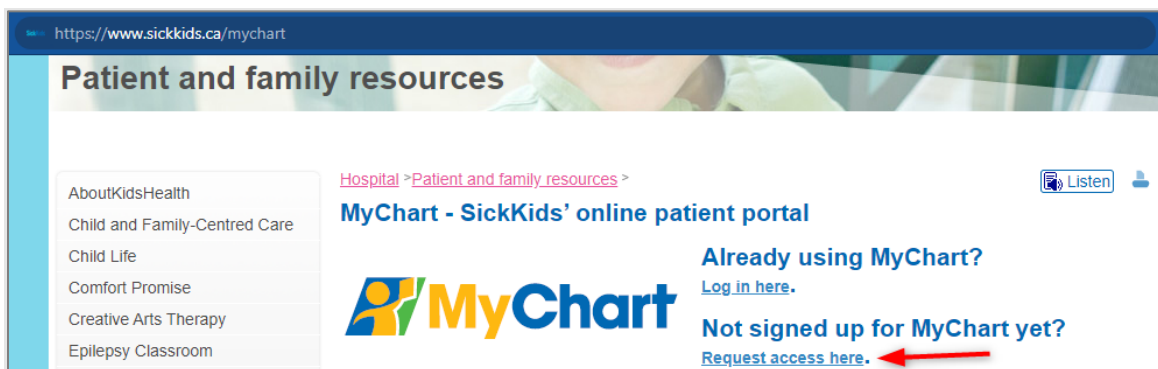 https://www.sickkids.ca/mychart
Patient and family resources
AboutKidsHealth
Child and Family-Centred Care
Child Life
Comfort Promise
Creative Arts Therapy
Epilepsy Classroom
Hospital >Patient and family resources >
Listen
MyChart - SickKids' online patient portal
MyChart
Already using MyChart?
Log in here.
Not signed up for MyChart yet?
Request access here.